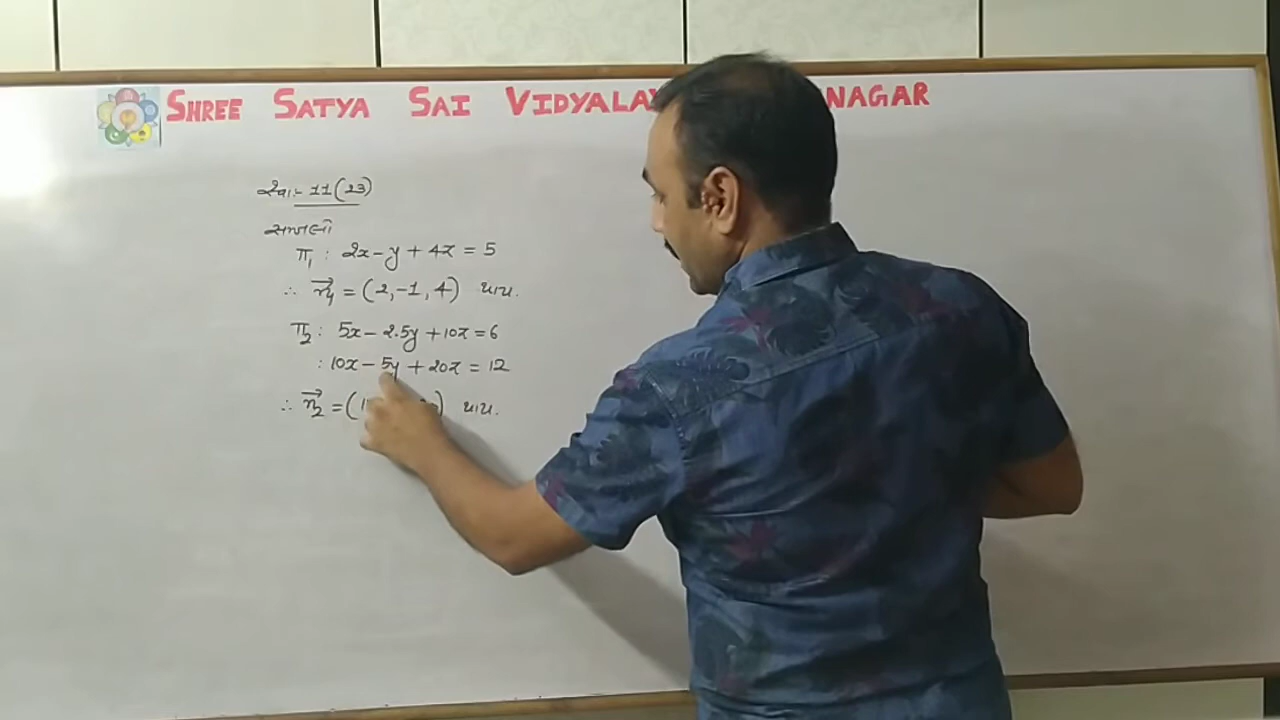 SHREE SATYA SAI VIDYALA NAGAR
સ્વા:- 11 (23)
π₁ : 2x - y + 4z = 5
∴ n⃗₁ = (2, -1, 4) થાય.
π₂ : 5x - 2.5y + 10z = 6
: 10x - 5y + 20z = 12
∴ n⃗₂ = (1 ) થાય.